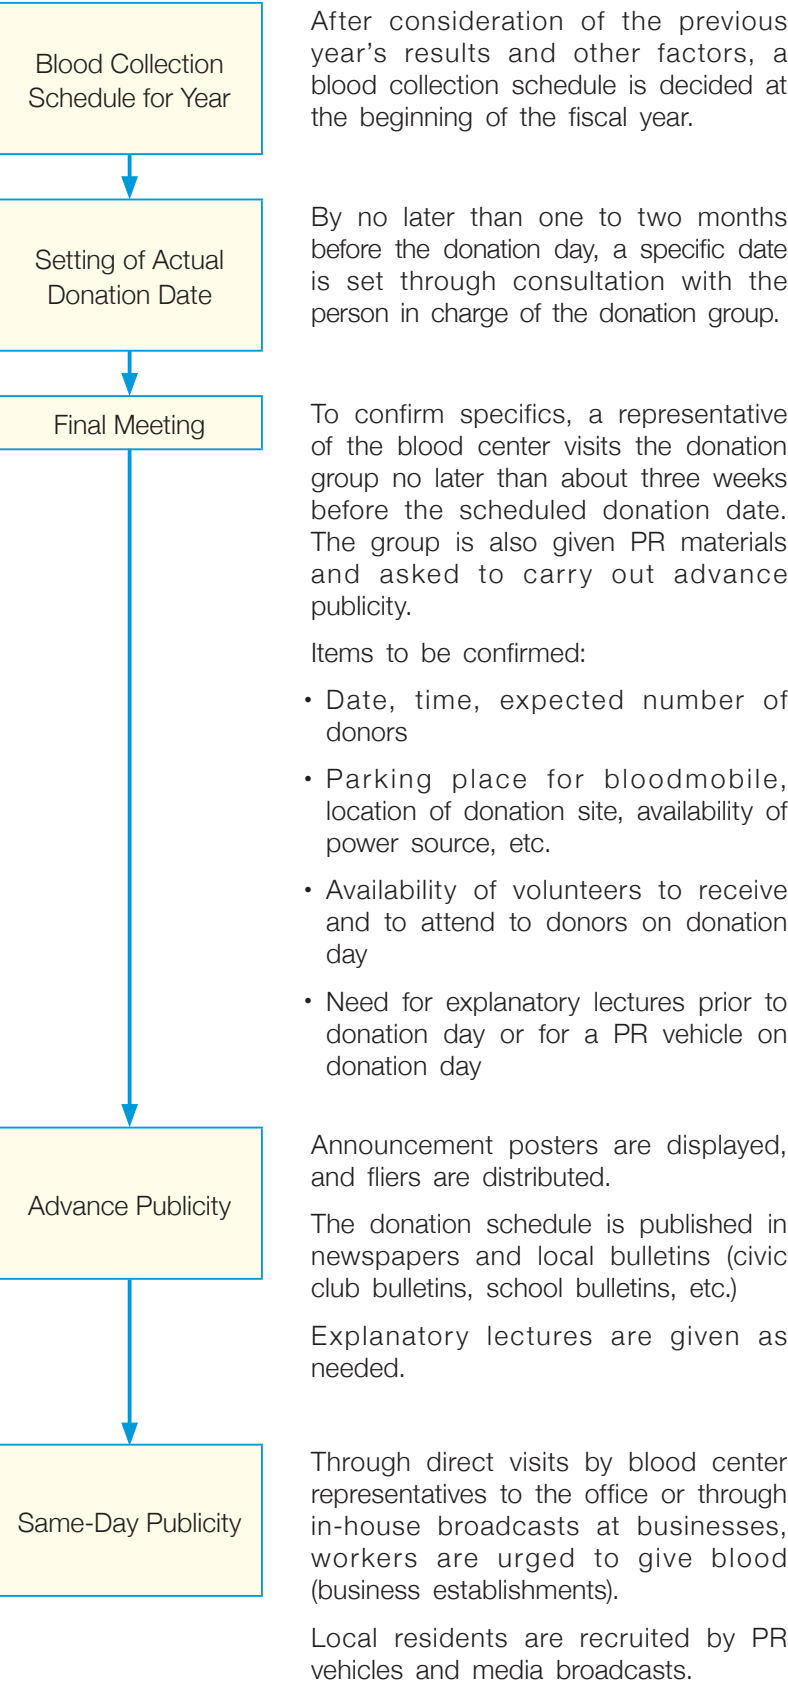 Blood Collection
Schedule for Year
After consideration of the previous
year's results and other factors, a
blood collection schedule is decided at
the beginning of the fiscal year.
Setting of Actual
Donation Date
By no later than one to two months
before the donation day, a specific date
is set through consultation with the
person in charge of the donation group.
Final Meeting
To confirm specifics, a representative
of the blood center visits the donation
group no later than about three weeks
before the scheduled donation date.
The group is also given PR materials
and asked to carry out advance
publicity.
Items to be confirmed:
・Date, time, expected number of
donors
・Parking place for bloodmobile,
location of donation site, availability of
power source, etc.
・Availability of volunteers to receive
and to attend to donors on donation
day
・Need for explanatory lectures prior to
donation day or for a PR vehicle on
donation day
Advance Publicity
Announcement posters are displayed,
and fliers are distributed.
The donation schedule is published in
newspapers and local bulletins (civic
club bulletins, school bulletins, etc.)
Explanatory lectures are given as
needed.
Same-Day Publicity
Through direct visits by blood center
representatives to the office or through
in-house broadcasts at businesses,
workers are urged to give blood
(business establishments).
Local residents are recruited by PR
vehicles and media broadcasts.